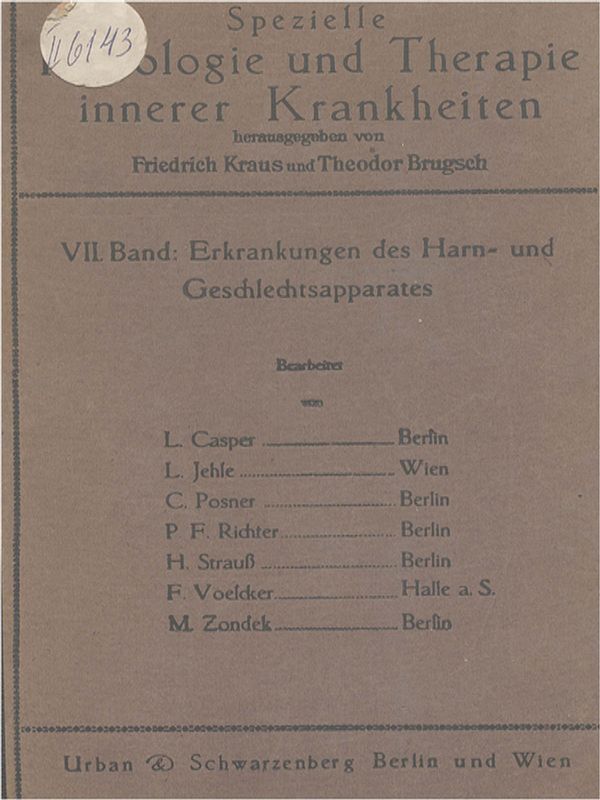 II 6143
Spezielle
ologie und Therapie
innerer Krankheiten
herausgegeben von
Friedrich Kraus und Theodor Brugsch
VII. Band: Erkrankungen des Harn- und
Geschlechtsapparates
Bearbeitet
von
L. Casper Berlin
L. Jehle Wien
C. Posner Berlin
P. F. Richter Berlin
H. Strauß Berlin
F. Voelcker Halle a. S.
M. Zondek Berlin
Urban & Schwarzenberg Berlin und Wien